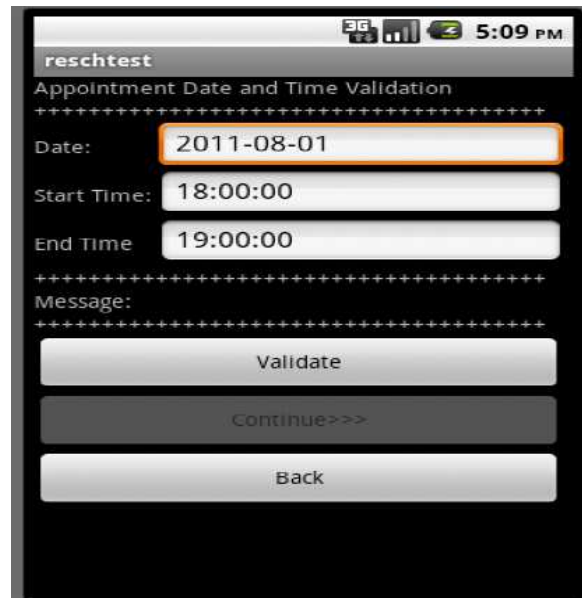 3G 5:09 PM
reschtest
Appointment Date and Time Validation
++++++++++++++++++++++++++++++++++++++++
Date: 2011-08-01
Start Time: 18:00:00
End Time 19:00:00
++++++++++++++++++++++++++++++++++++++++
Message:
++++++++++++++++++++++++++++++++++++++++
Validate
Continue>>>
Back